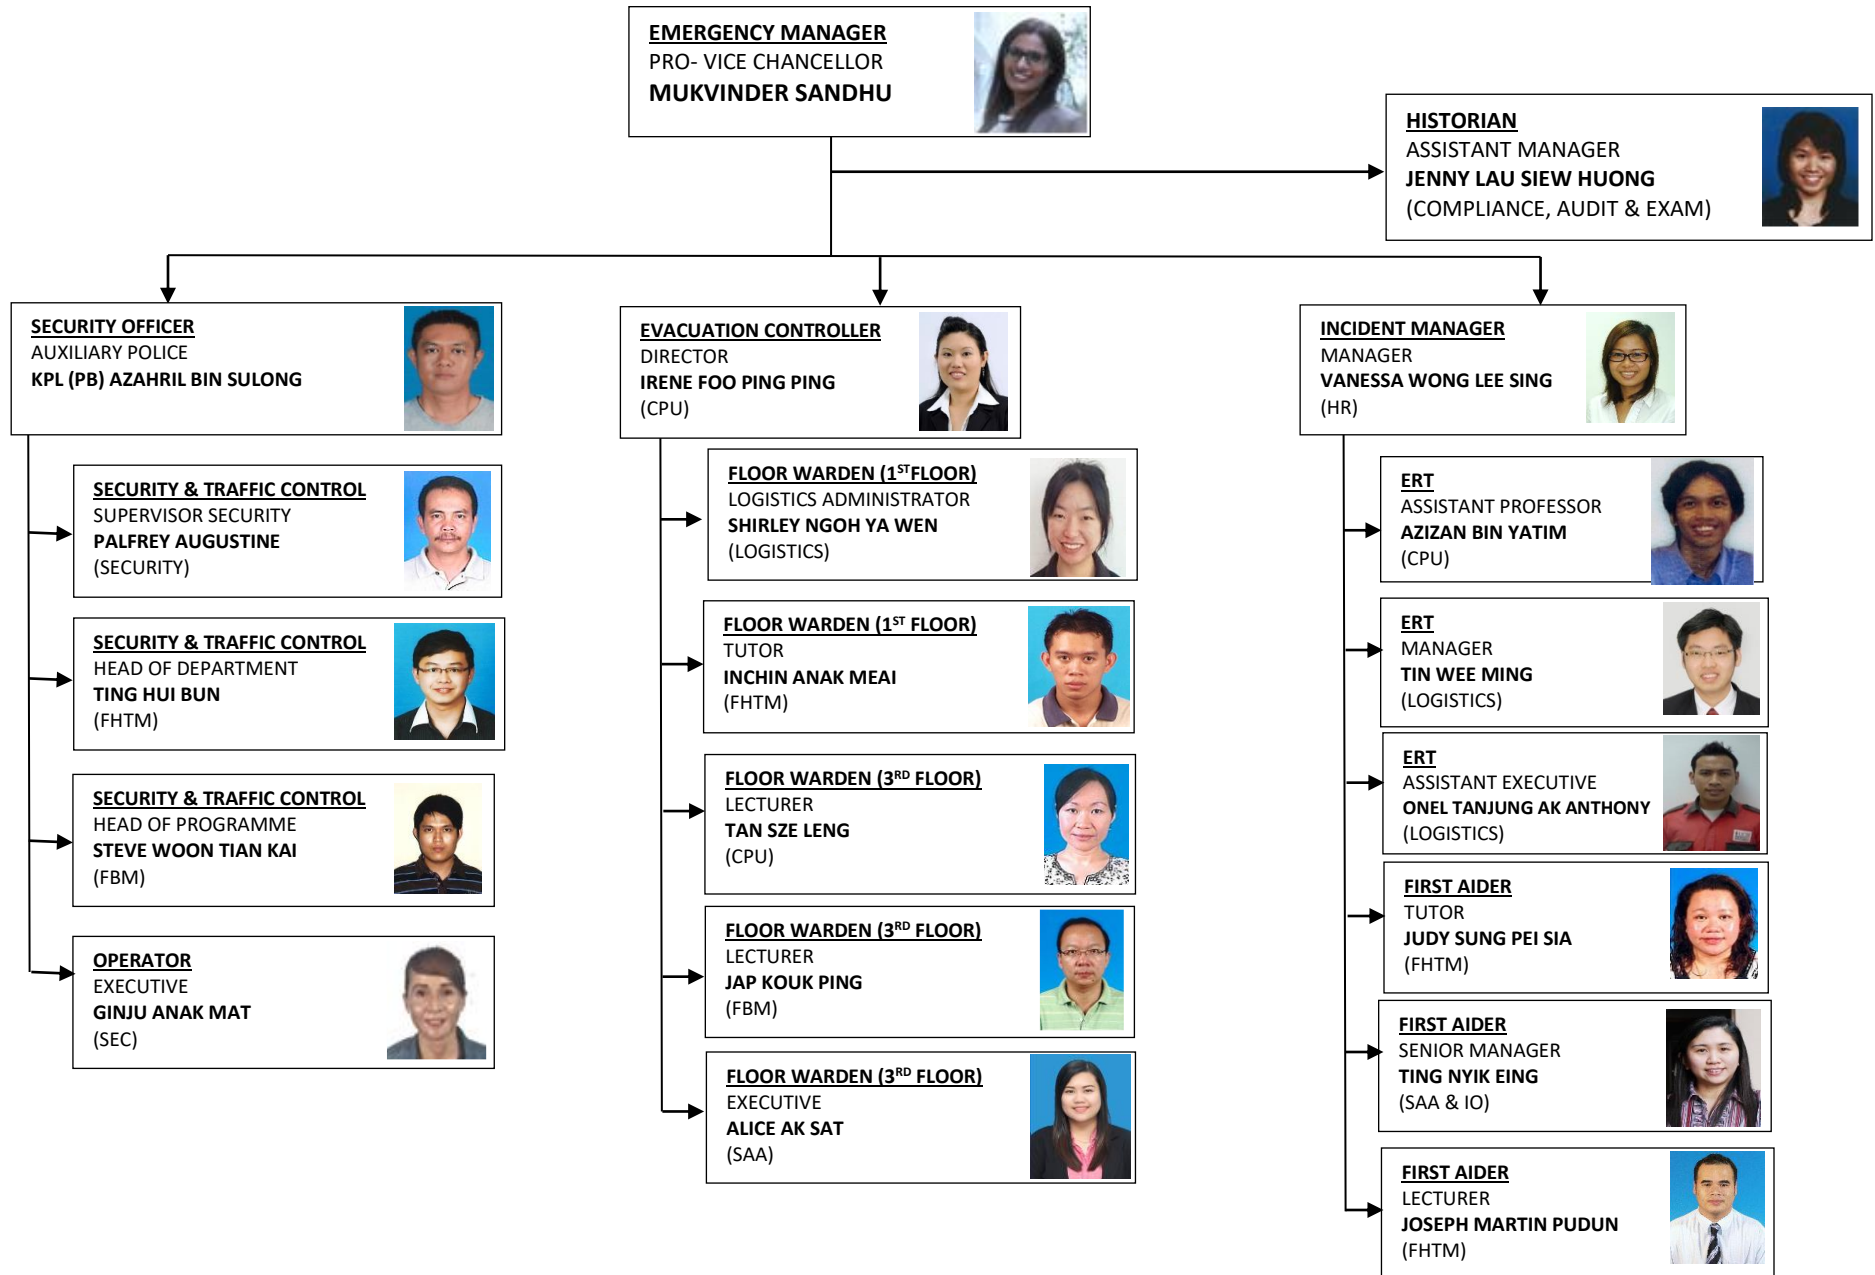 EMERGENCY MANAGER
PRO- VICE CHANCELLOR
MUKVINDER SANDHU
HISTORIAN
ASSISTANT MANAGER
JENNY LAU SIEW HUONG
(COMPLIANCE, AUDIT & EXAM)
SECURITY OFFICER
AUXILIARY POLICE
KPL (PB) AZAHRIL BIN SULONG
SECURITY & TRAFFIC CONTROL
SUPERVISOR SECURITY
PALFREY AUGUSTINE
(SECURITY)
SECURITY & TRAFFIC CONTROL
HEAD OF DEPARTMENT
TING HUI BUN
(FHTM)
SECURITY & TRAFFIC CONTROL
HEAD OF PROGRAMME
STEVE WOON TIAN KAI
(FBM)
OPERATOR
EXECUTIVE
GINJU ANAK MAT
(SEC)
EVACUATION CONTROLLER
DIRECTOR
IRENE FOO PING PING
(CPU)
FLOOR WARDEN (1STFLOOR)
LOGISTICS ADMINISTRATOR
SHIRLEY NGOH YA WEN
(LOGISTICS)
FLOOR WARDEN (1ST FLOOR)
TUTOR
INCHIN ANAK MEAI
(FHTM)
FLOOR WARDEN (3RD FLOOR)
LECTURER
TAN SZE LENG
(CPU)
FLOOR WARDEN (3RD FLOOR)
LECTURER
JAP KOUK PING
(FBM)
FLOOR WARDEN (3RD FLOOR)
EXECUTIVE
ALICE AK SAT
(SAA)
INCIDENT MANAGER
MANAGER
VANESSA WONG LEE SING
(HR)
ERT
ASSISTANT PROFESSOR
AZIZAN BIN YATIM
(CPU)
ERT
MANAGER
TIN WEE MING
(LOGISTICS)
ERT
ASSISTANT EXECUTIVE
ONEL TANJUNG AK ANTHONY
(LOGISTICS)
FIRST AIDER
TUTOR
JUDY SUNG PEI SIA
(FHTM)
FIRST AIDER
SENIOR MANAGER
TING NYIK EING
(SAA & IO)
FIRST AIDER
LECTURER
JOSEPH MARTIN PUDUN
(FHTM)